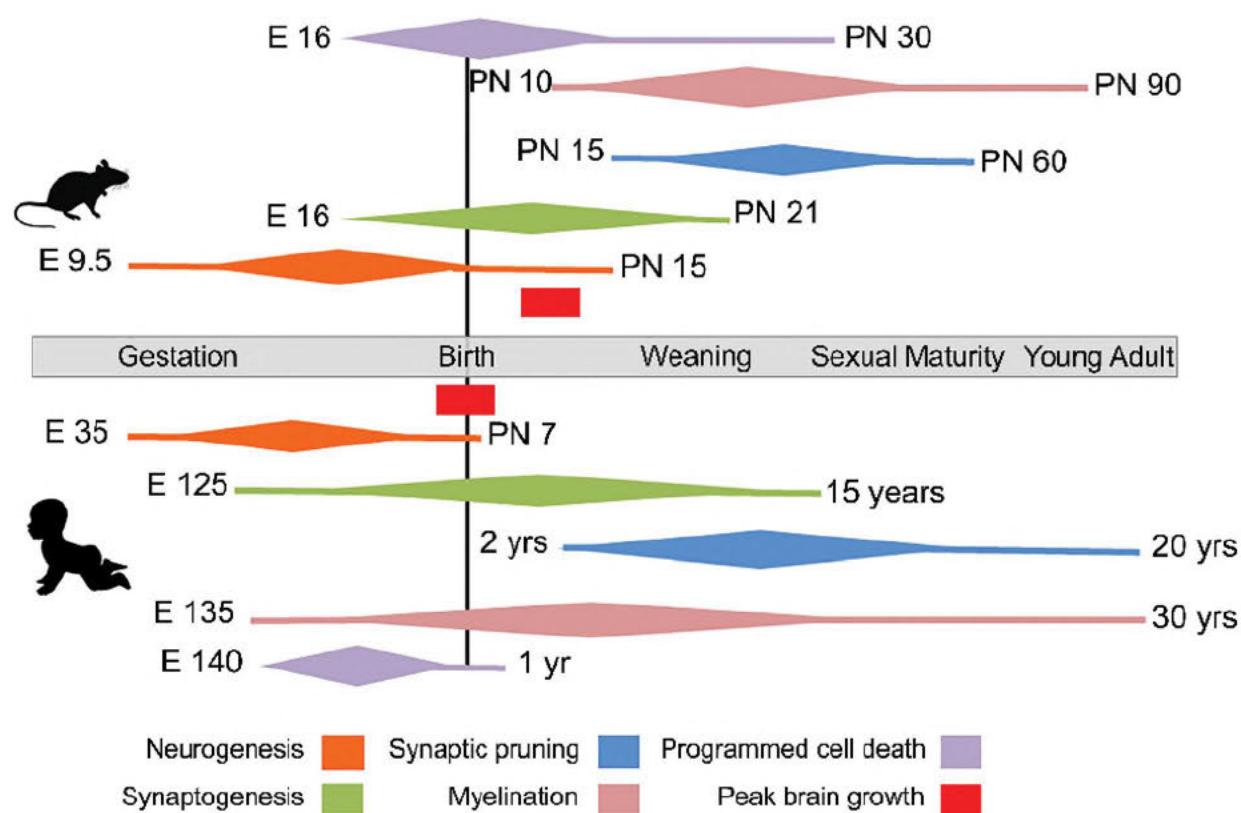 E 16 PN 30
PN 10 PN 90
PN 15 PN 60
E 16 PN 21
E 9.5 PN 15
Gestation Birth Weaning Sexual Maturity Young Adult
E 35 PN 7
E 125 15 years
2 yrs 20 yrs
E 135 30 yrs
E 140 1 yr
Neurogenesis Synaptic pruning Programmed cell death
Synaptogenesis Myelination Peak brain growth